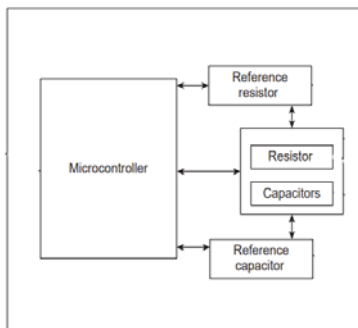 Reference
resistor
Microcontroller
Resistor
Capacitors
Reference
capacitor